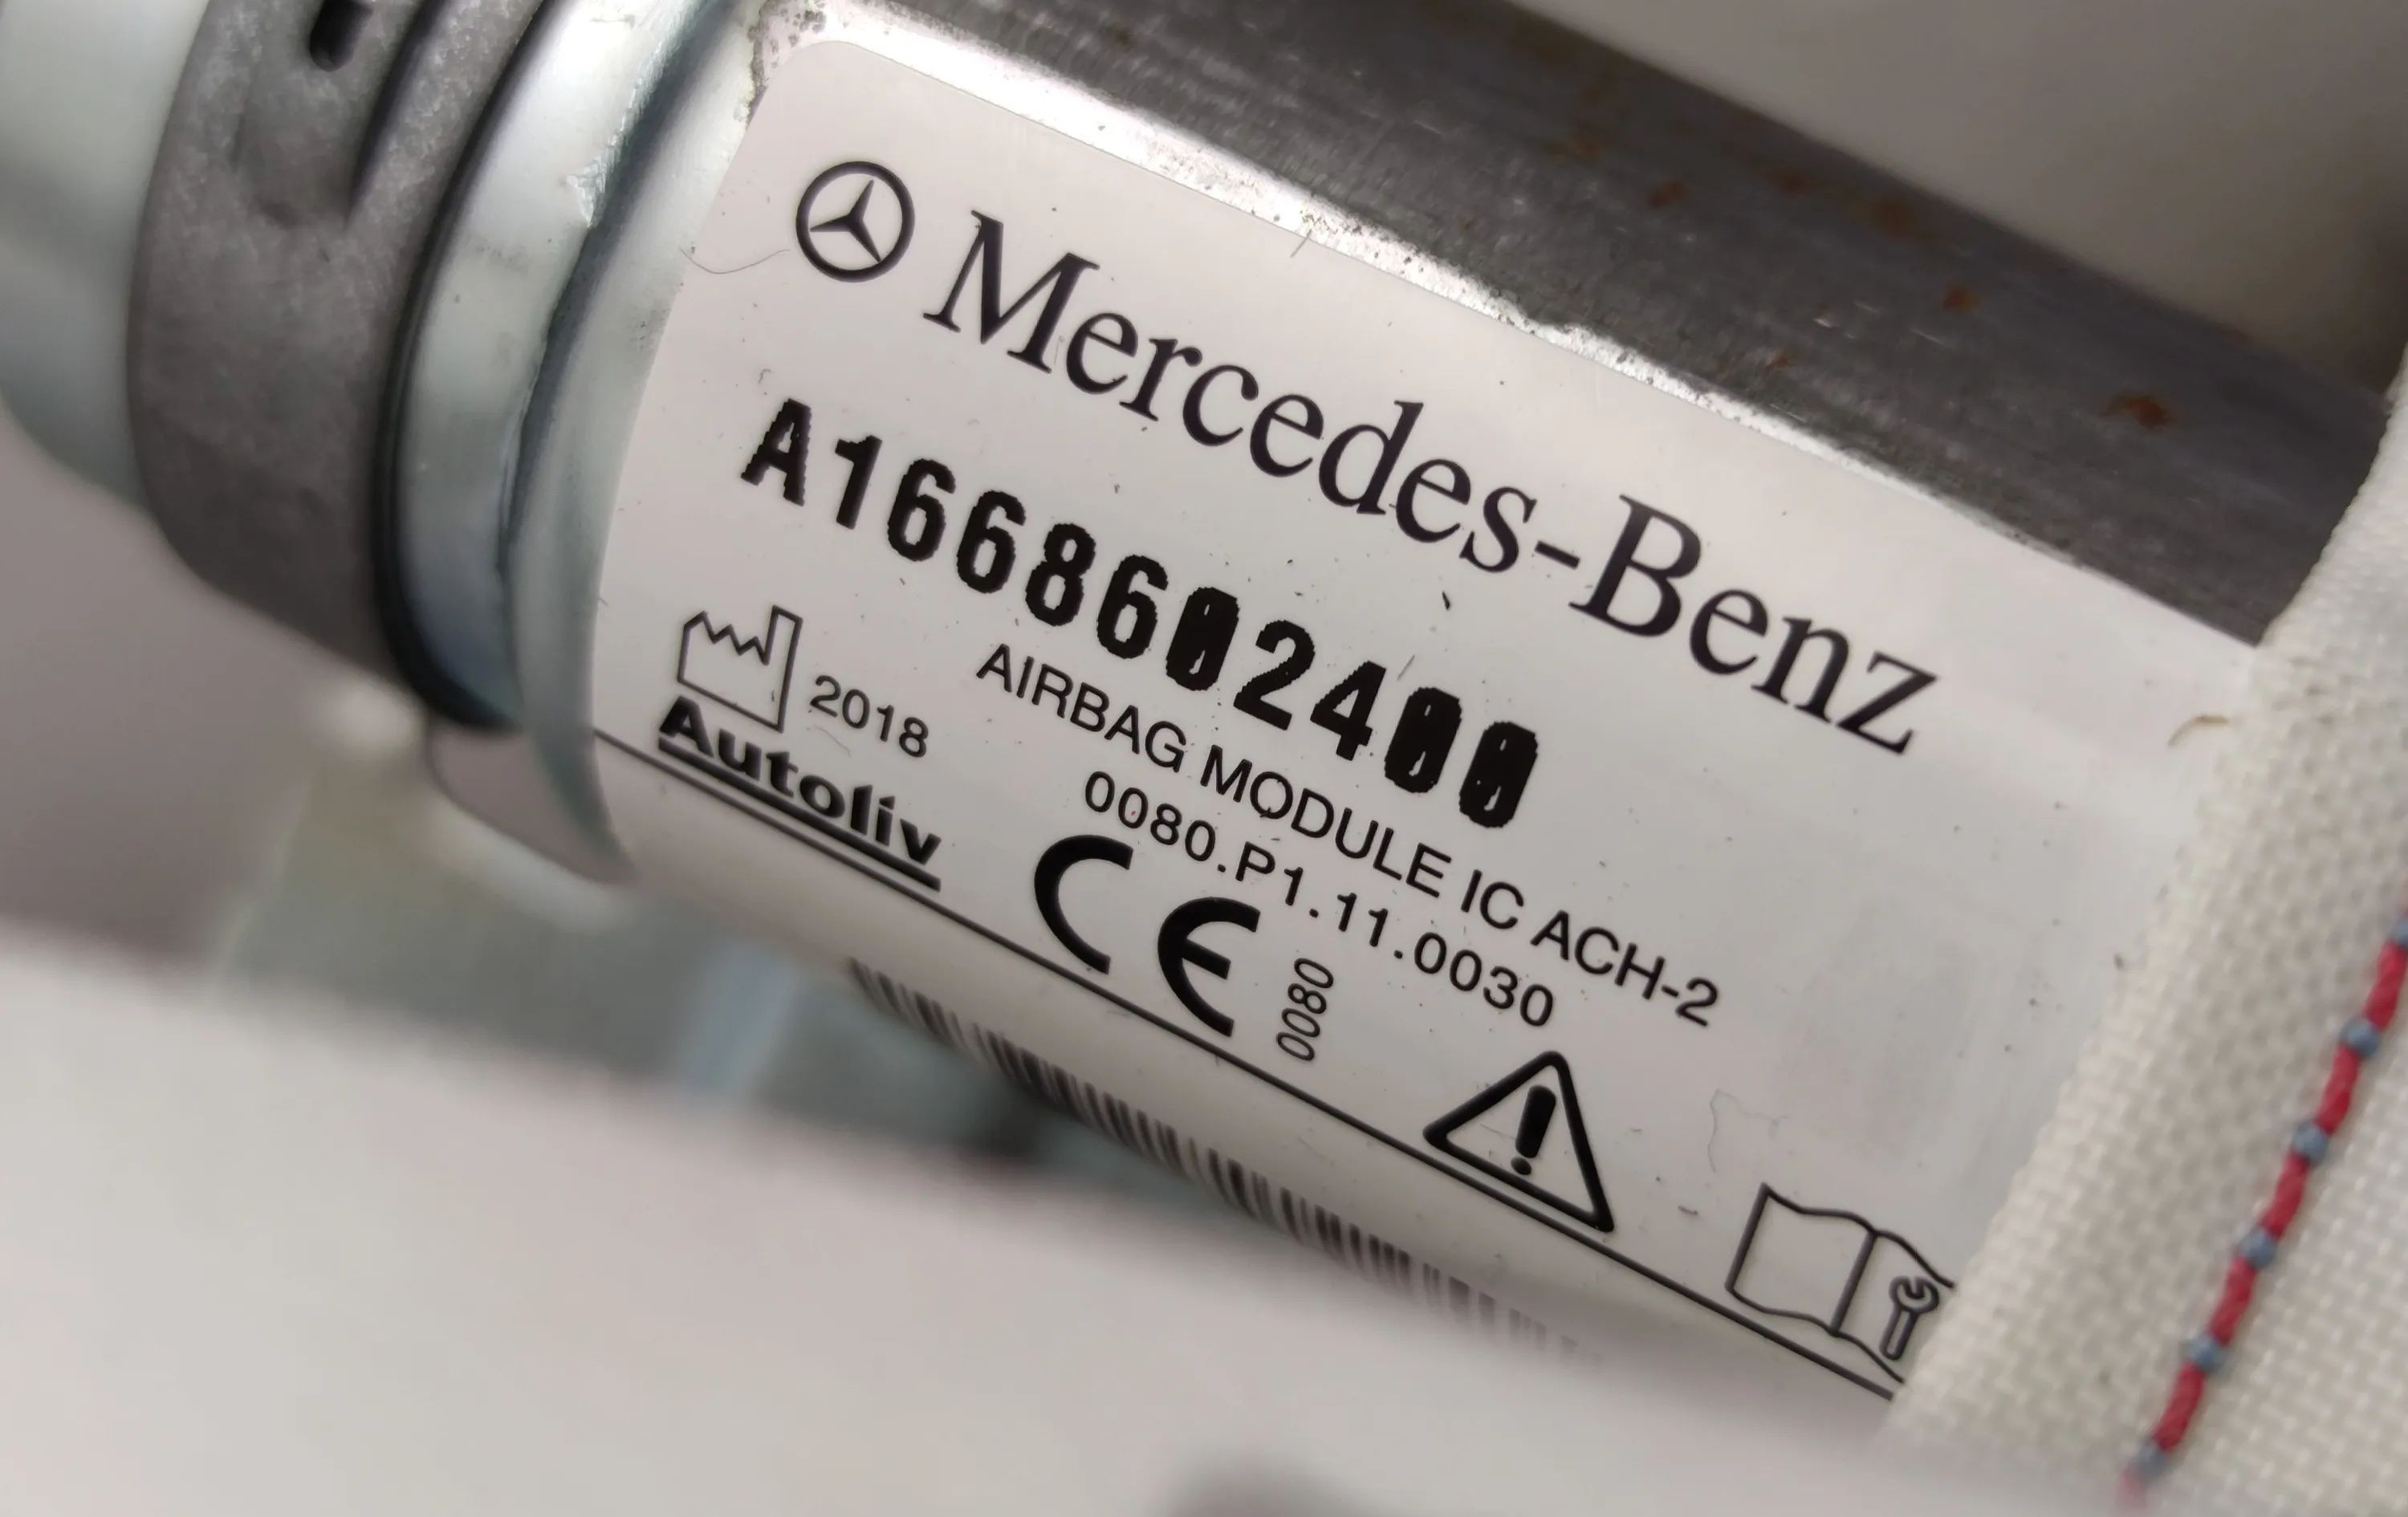 Mercedes-Benz
A1668602400
AIRBAG MODULE IC ACH-2
2018
0080.P1.11.0030
Autoliv
CE
0080